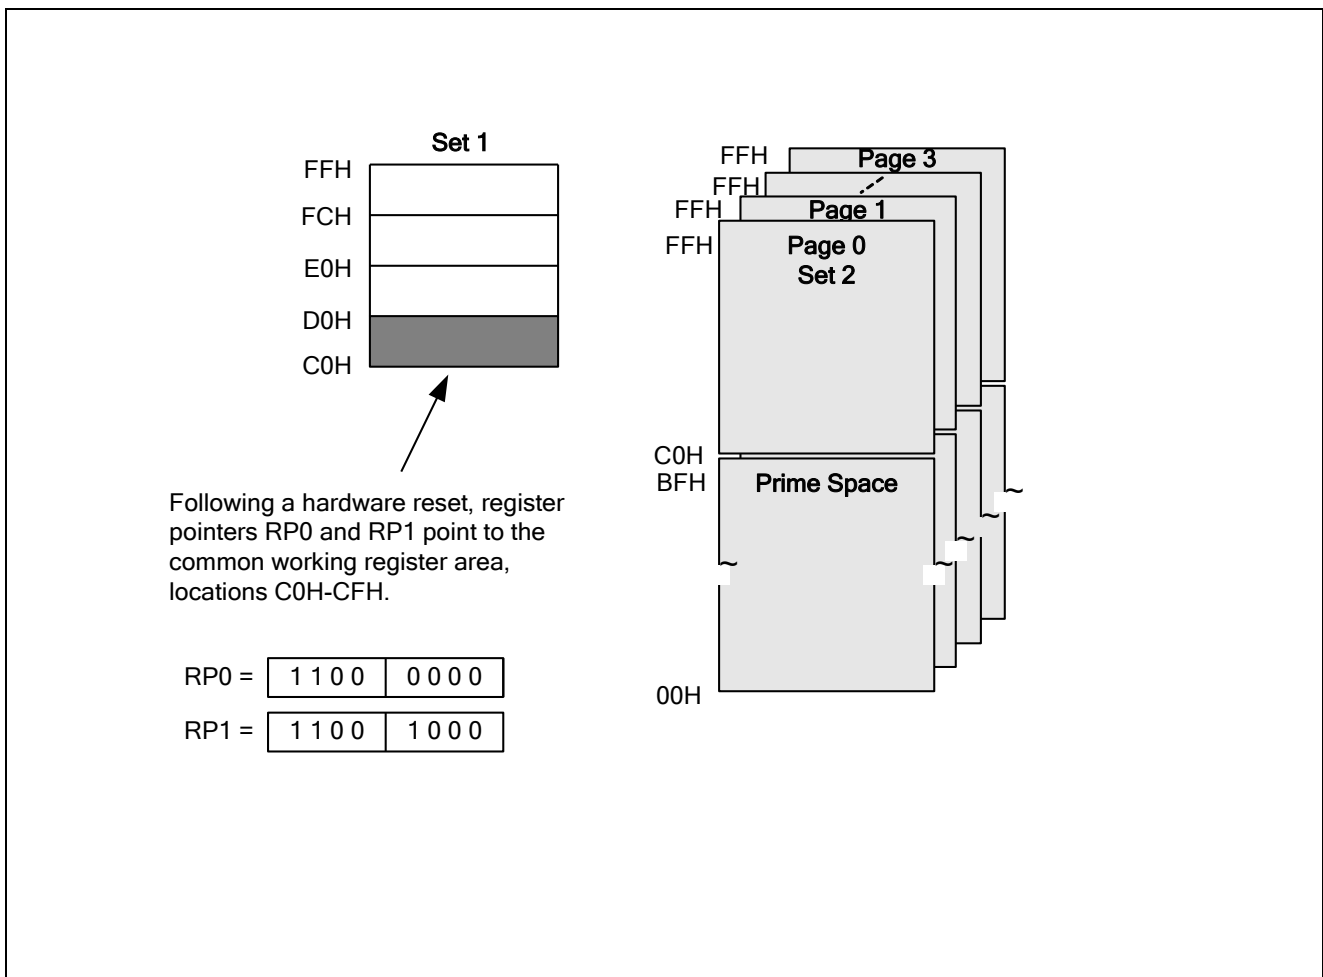 Set 1
FFH
FCH
E0H
D0H
C0H
Following a hardware reset, register
pointers RP0 and RP1 point to the
common working register area,
locations C0H-CFH.
RP0 = 1 1 0 0 0 0 0 0
RP1 = 1 1 0 0 1 0 0 0
FFH Page 3
FFH
FFH Page 1
FFH Page 0
Set 2
C0H
BFH Prime Space
~ ~ ~ ~ ~
00H